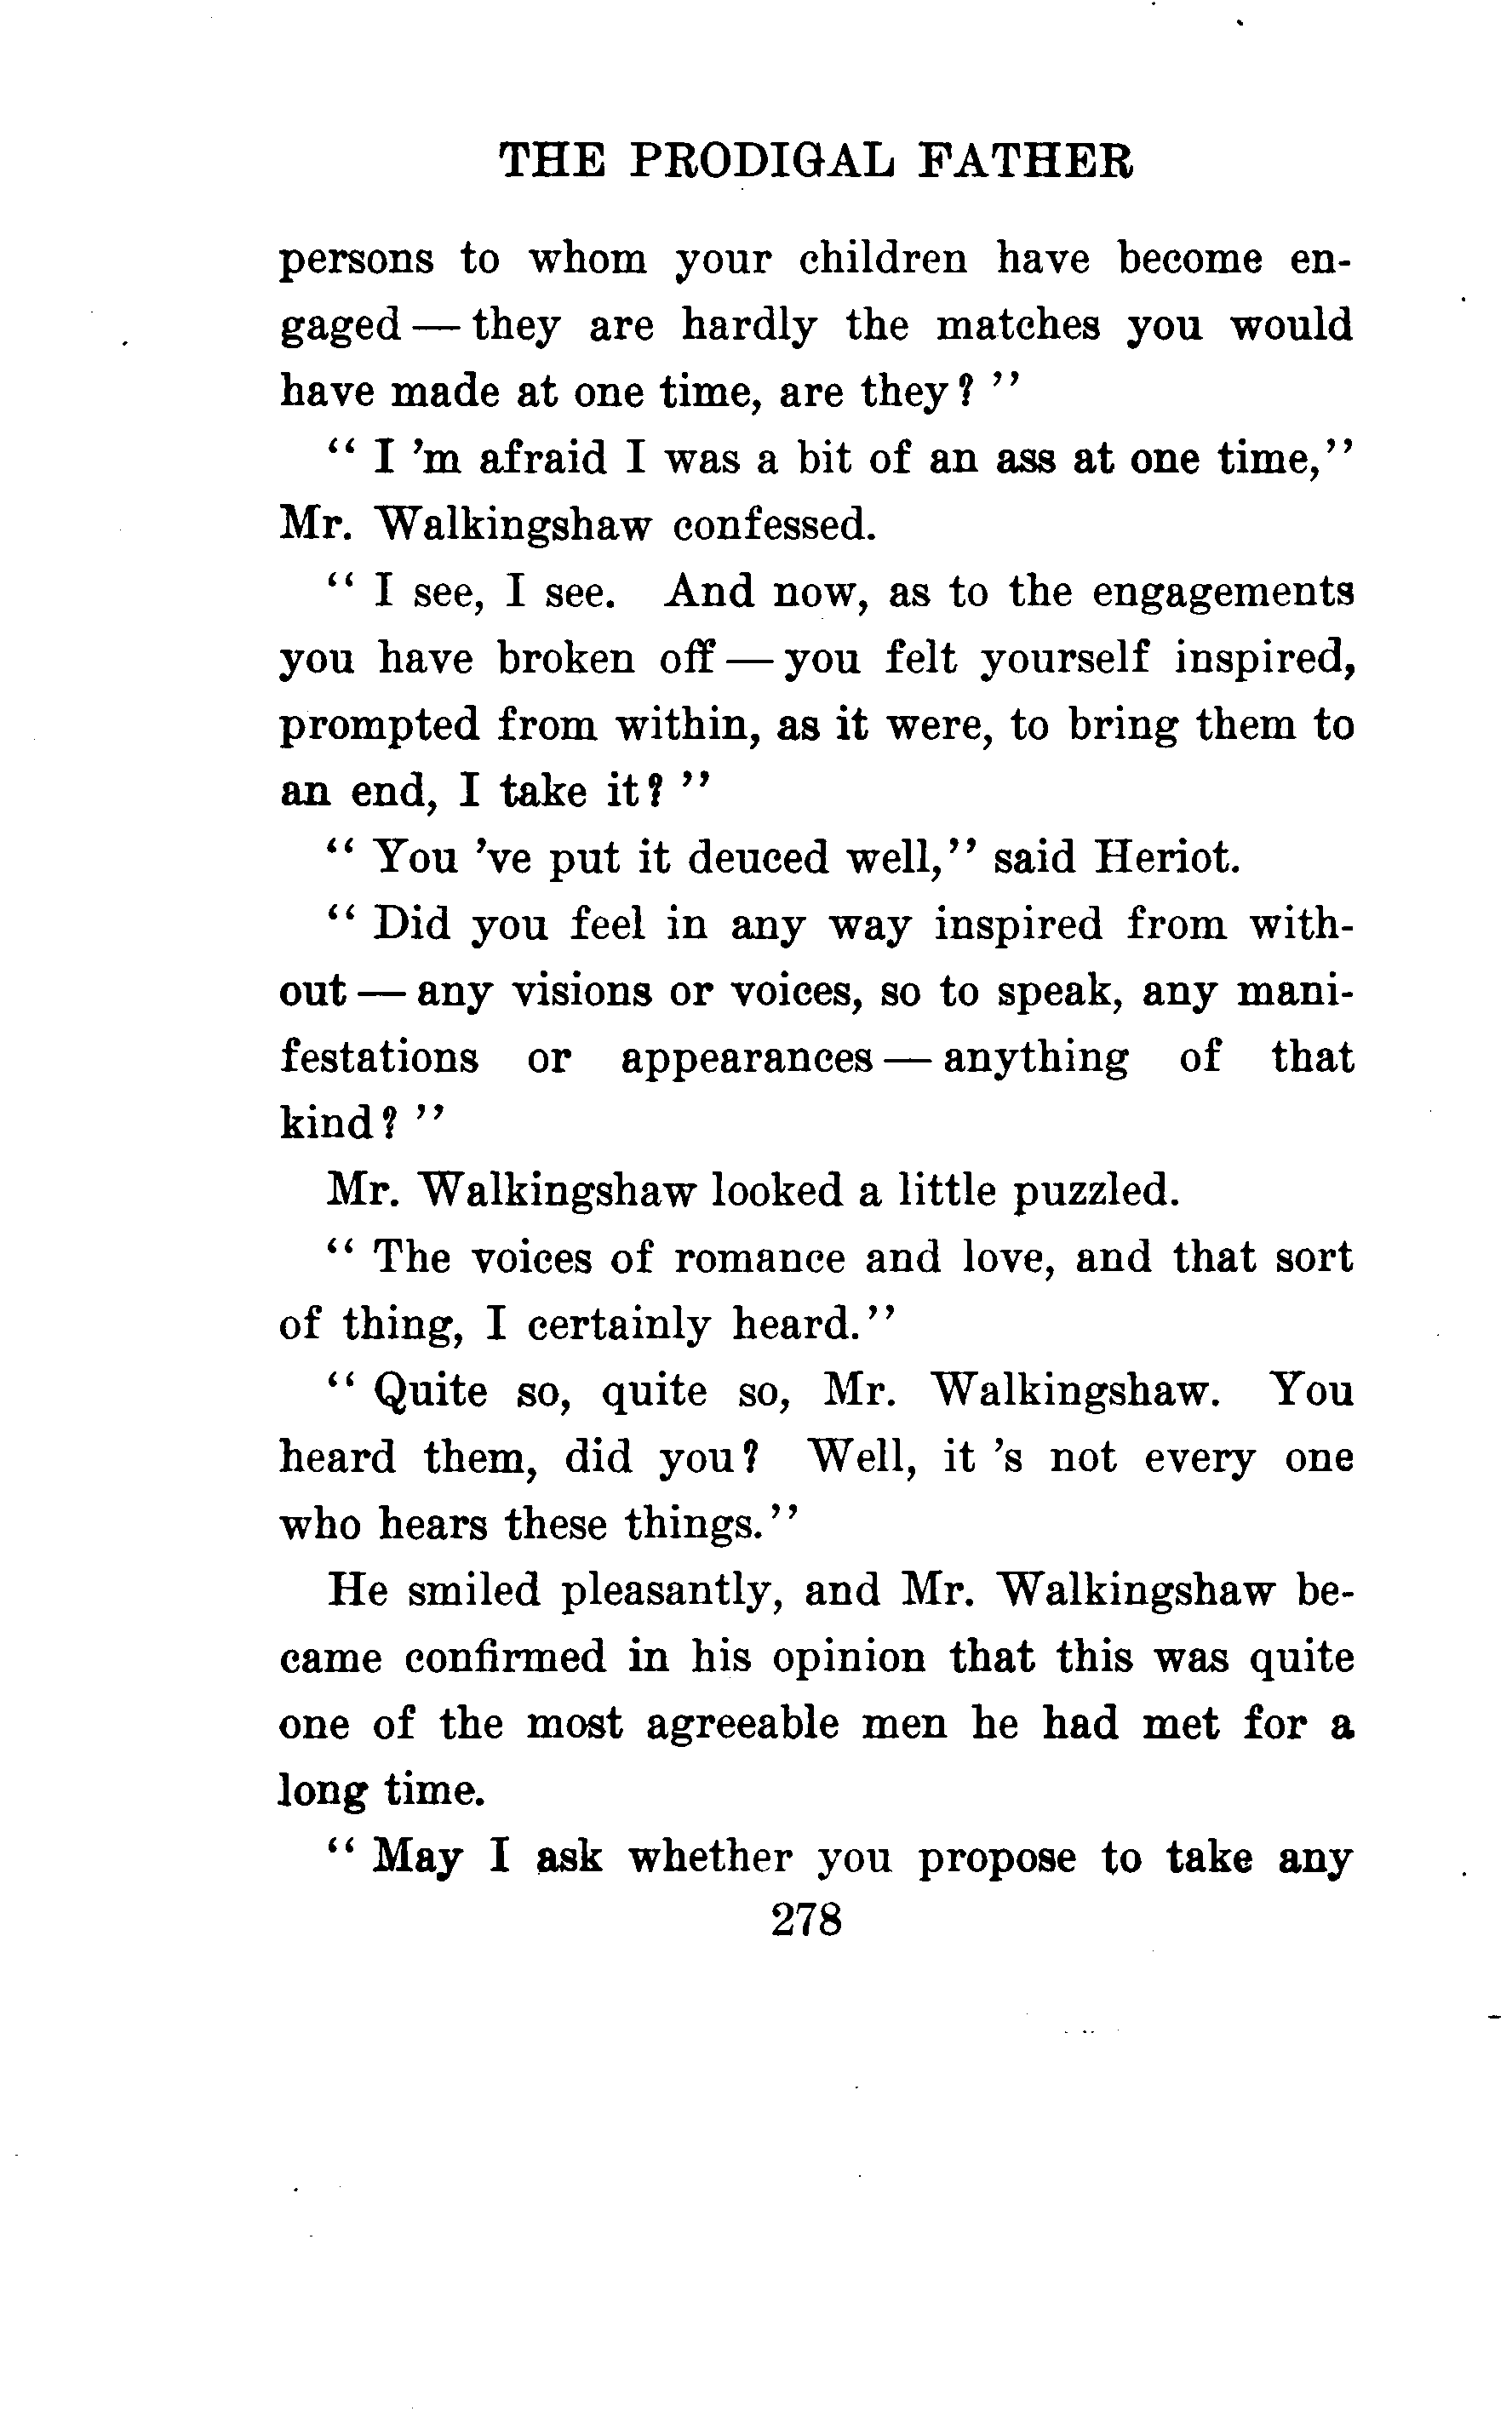 THE PRODIGAL FATHER
persons to whom your children have become en-
gaged — they are hardly the matches you would
have made at one time, are they? "
" I 'm afraid I was a bit of an ass at one time,"
Mr. Walkingshaw confessed.
" I see, I see. And now, as to the engagements
you have broken off — you felt yourself inspired,
prompted from within, as it were, to bring them to
an end, I take it? "
" You 've put it deuced well," said Heriot.
" Did you feel in any way inspired from with-
out — any visions or voices, so to speak, any mani-
festations or appearances — anything of that
kind? "
Mr. Walkingshaw looked a little puzzled.
" The voices of romance and love, and that sort
of thing, I certainly heard."
" Quite so, quite so, Mr. Walkingshaw. You
heard them, did you? Well, it 's not every one
who hears these things."
He smiled pleasantly, and Mr. Walkingshaw be-
came confirmed in his opinion that this was quite
one of the most agreeable men he had met for a
long time.
" May I ask whether you propose to take any
278